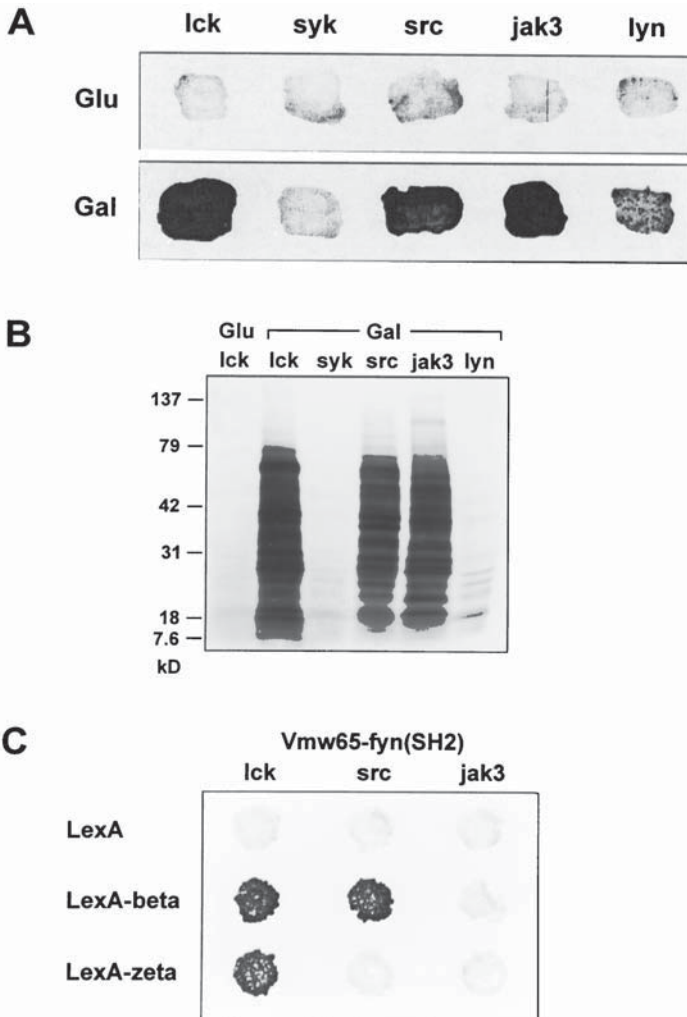 A
lck syk src jak3 lyn
Glu
Gal
B
Glu Gal
lck lck syk src jak3 lyn
137
79
42
31
18
7.6
kD
C
Vmw65-fyn(SH2)
lck src jak3
LexA
LexA-beta
LexA-zeta